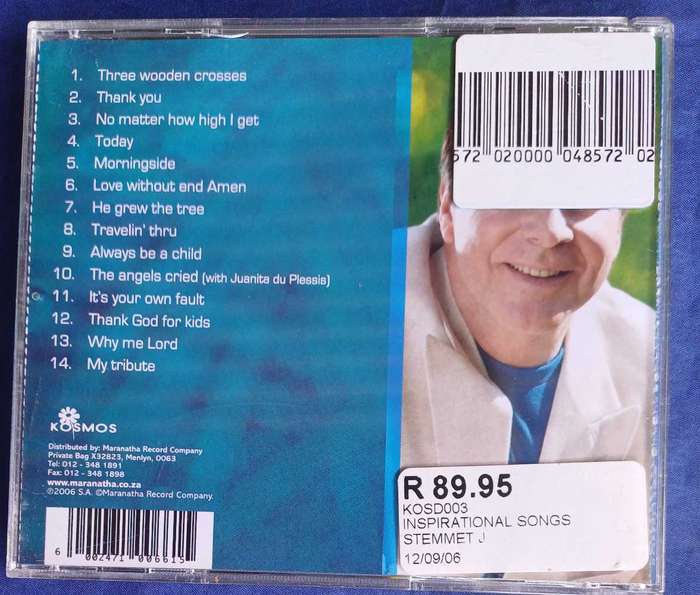 1. Three wooden crosses
2. Thank you
3. No matter how high I get
4. Today
5. Morningside
6. Love without end Amen
7. He grew the tree
8. Travelin' thru
9. Always be a child
10. The angels cried (with Juanita du Plessis)
11. It's your own fault
12. Thank God for kids
13. Why me Lord
14. My tribute
KOSMOS
Distributed by: Maranatha Record Company
Private Bag X32823, Menlyn, 0063
Tel: 012 - 348 1891
Fax: 012 - 348 1898
www.maranatha.co.za
©2006 S.A. ©Maranatha Record Company.
6 002471 006615
572 020000 048572 02
R 89.95
KOSD003
INSPIRATIONAL SONGS
STEMMET J
12/09/06